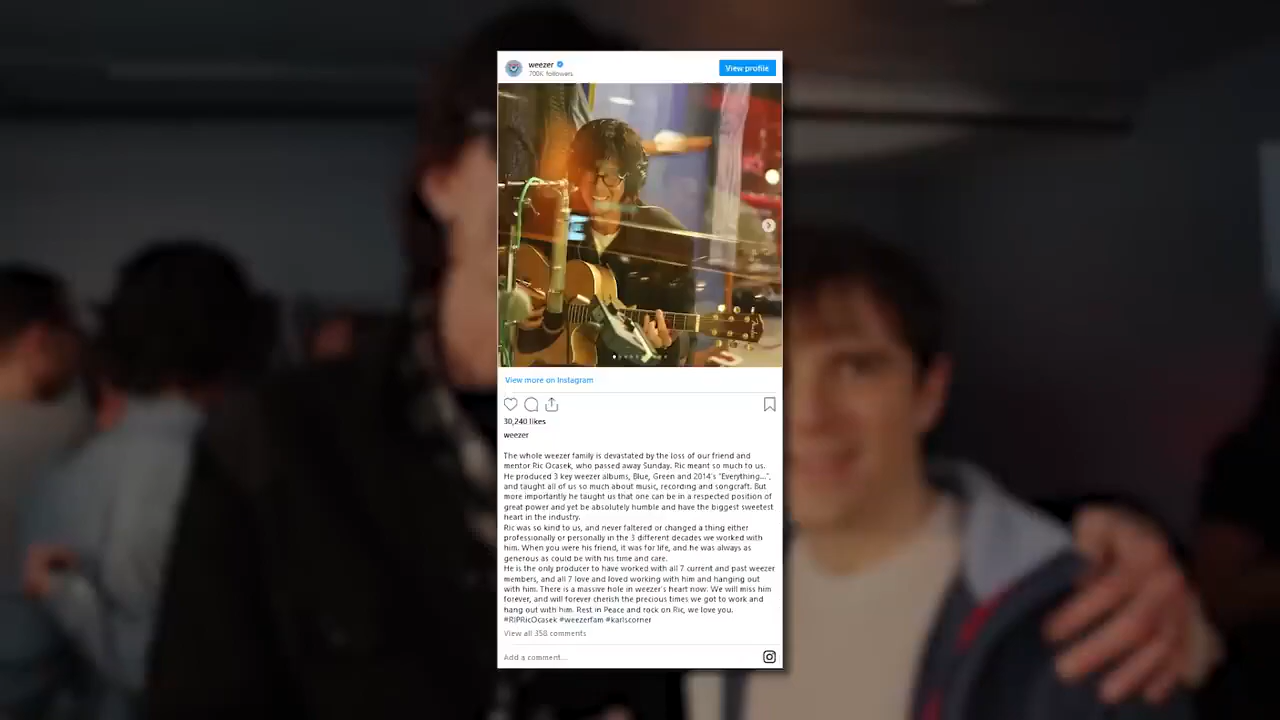 weezer
700K followers
View profile
View more on Instagram
30,240 likes
weezer
The whole weezer family is devastated by the loss of our friend and
mentor Ric Ocasek, who passed away Sunday. Ric meant so much to us.
He produced 3 key weezer albums, Blue, Green and 2014's "Everything...",
and taught all of us so much about music, recording and songcraft. But
more importantly he taught us that one can be in a respected position of
great power and yet be absolutely humble and have the biggest sweetest
heart in the industry.
Ric was so kind to us, and never faltered or changed a thing either
professionally or personally in the 3 different decades we worked with
him. When you were his friend, it was for life, and he was always as
generous as could be with his time and care.
He is the only producer to have worked with all 7 current and past weezer
members, and all 7 love and loved working with him and hanging out
with him. There is a massive hole in weezer's heart now. We will miss him
forever, and will forever cherish the precious times we got to work and
hang out with him. Rest in Peace and rock on Ric, we love you.
#RIPRicOcasek #weezerfam #karlscorner
View all 358 comments
Add a comment...